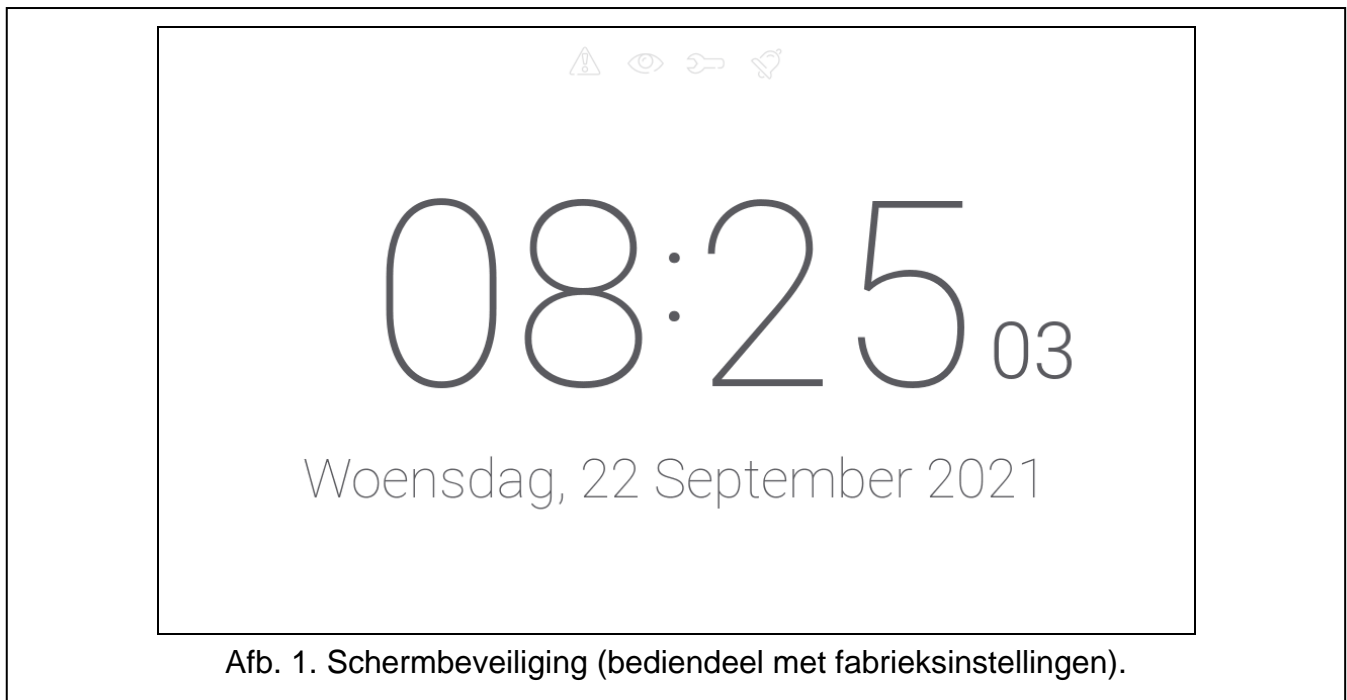 08:25 03
Woensdag, 22 September 2021
Afb. 1. Schermbeveiliging (bediendeel met fabrieksinstellingen).